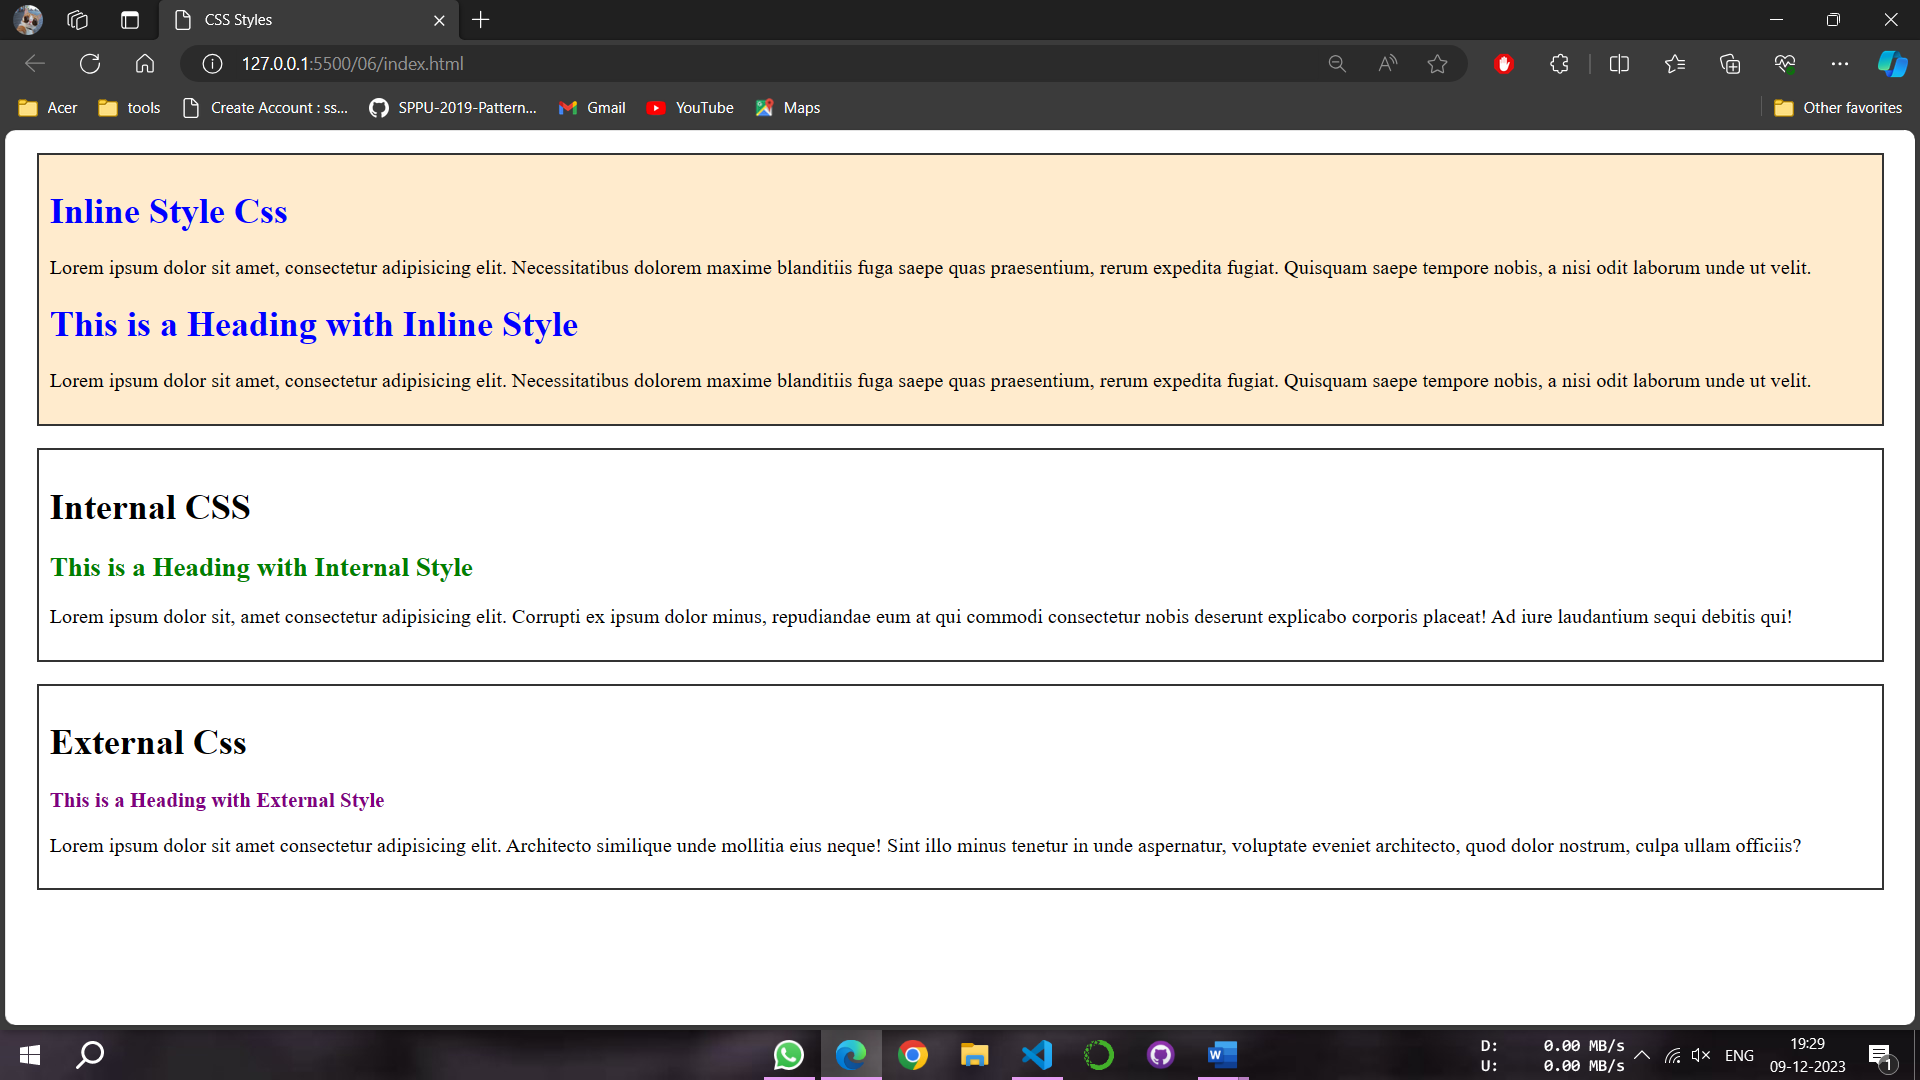 CSS Styles
127.0.0.1:5500/06/index.html
Acer tools Create Account : ss... SPPU-2019-Pattern... Gmail YouTube Maps Other favorites
Inline Style Css
Lorem ipsum dolor sit amet, consectetur adipisicing elit. Necessitatibus dolorem maxime blanditiis fuga saepe quas praesentium, rerum expedita fugiat. Quisquam saepe tempore nobis, a nisi odit laborum unde ut velit.
This is a Heading with Inline Style
Lorem ipsum dolor sit amet, consectetur adipisicing elit. Necessitatibus dolorem maxime blanditiis fuga saepe quas praesentium, rerum expedita fugiat. Quisquam saepe tempore nobis, a nisi odit laborum unde ut velit.
Internal CSS
This is a Heading with Internal Style
Lorem ipsum dolor sit, amet consectetur adipisicing elit. Corrupti ex ipsum dolor minus, repudiandae eum at qui commodi consectetur nobis deserunt explicabo corporis placeat! Ad iure laudantium sequi debitis qui!
External Css
This is a Heading with External Style
Lorem ipsum dolor sit amet consectetur adipisicing elit. Architecto similique unde mollitia eius neque! Sint illo minus tenetur in unde aspernatur, voluptate eveniet architecto, quod dolor nostrum, culpa ullam officiis?
D: 0.00 MB/s
U: 0.00 MB/s
ENG
19:29
09-12-2023
1